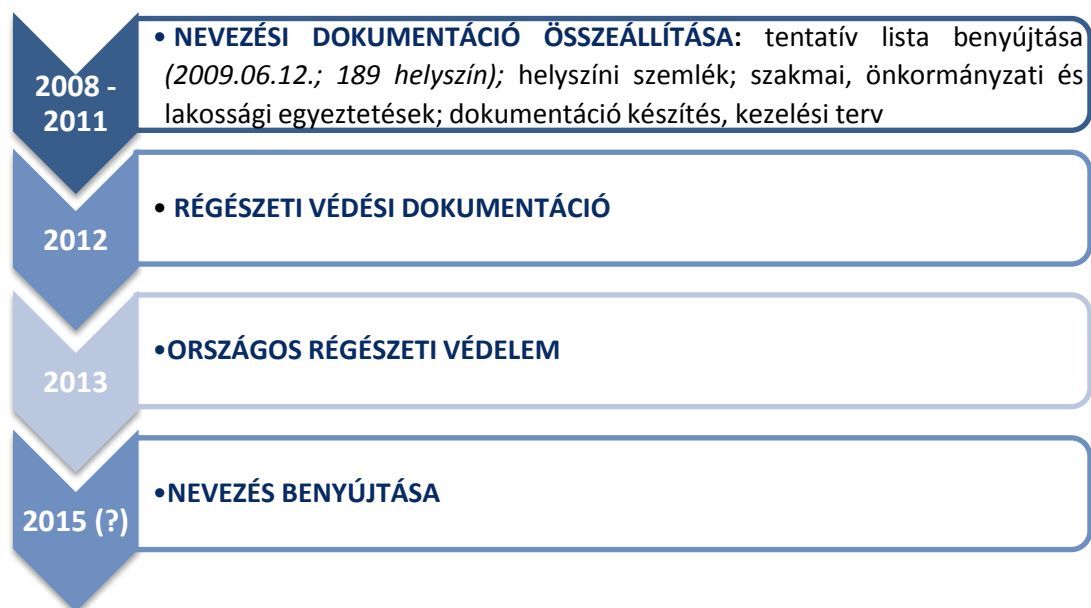 2008 -
2011
• NEVEZÉSI DOKUMENTÁCIÓ ÖSSZEÁLLÍTÁSA: tentatív lista benyújtása
(2009.06.12.; 189 helyszín); helyszíni szemlék; szakmai, önkormányzati és
lakossági egyeztetések; dokumentáció készítés, kezelési terv
2012
• RÉGÉSZETI VÉDÉSI DOKUMENTÁCIÓ
2013
•ORSZÁGOS RÉGÉSZETI VÉDELEM
2015 (?)
•NEVEZÉS BENYÚJTÁSA